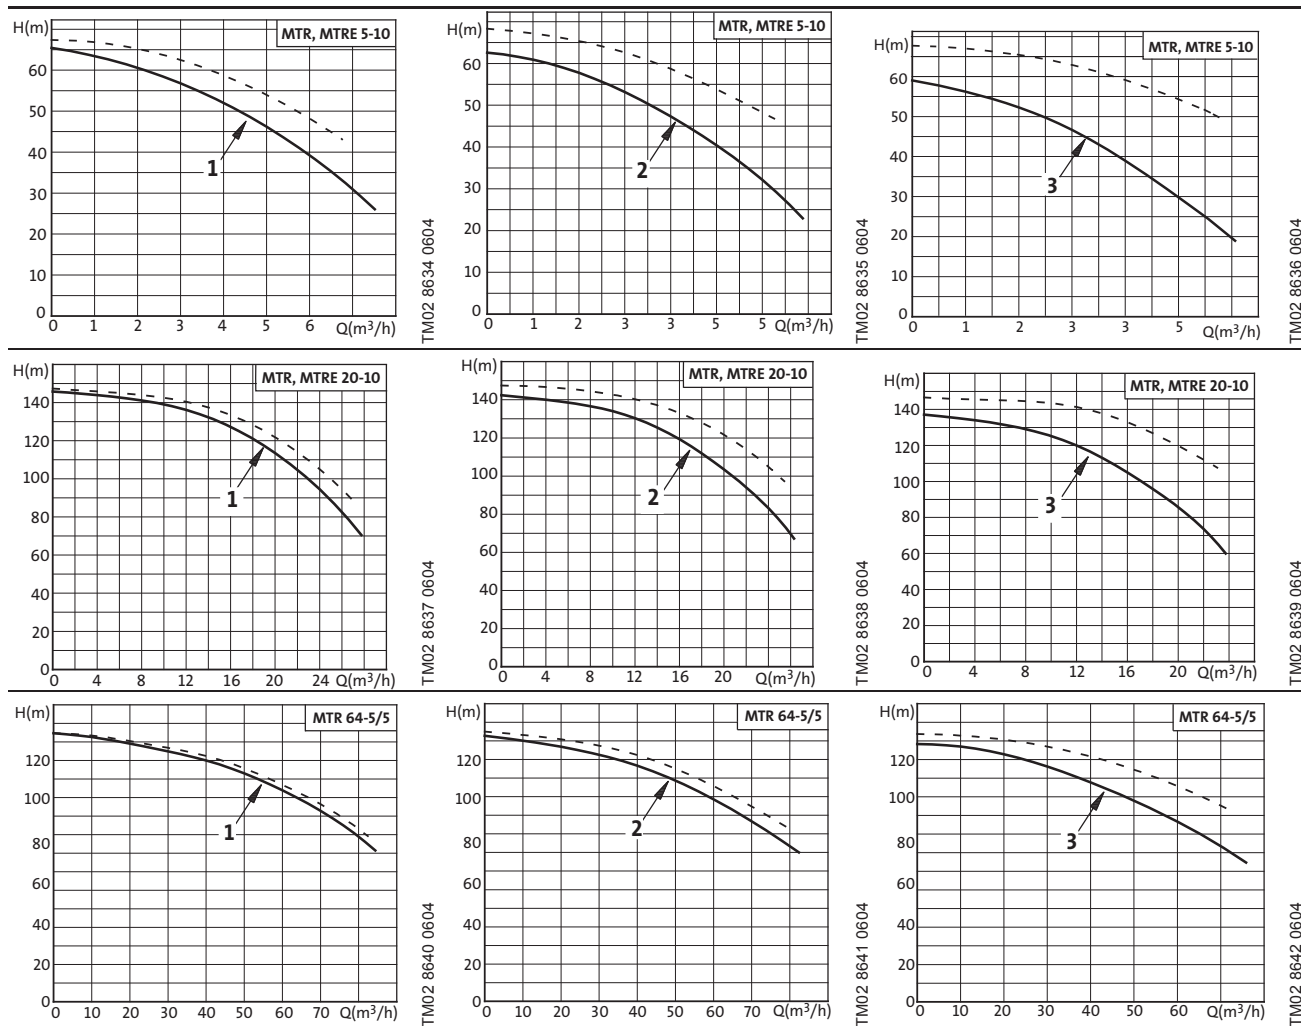 H(m)
MTR, MTRE 5-10
60
50
40
30
20
10
0
1
0 1 2 3 4 5 6 Q(m³/h)
TM02 8634 0604
H(m)
MTR, MTRE 5-10
60
50
40
30
20
10
0
2
0 1 2 3 3 5 5 Q(m³/h)
TM02 8635 0604
H(m)
MTR, MTRE 5-10
60
50
40
30
20
10
0
3
0 1 2 3 3 5 Q(m³/h)
TM02 8636 0604
H(m)
MTR, MTRE 20-10
140
120
100
80
60
40
20
0
1
0 4 8 12 16 20 24 Q(m³/h)
TM02 8637 0604
H(m)
MTR, MTRE 20-10
140
120
100
80
60
40
20
0
2
0 4 8 12 16 20 Q(m³/h)
TM02 8638 0604
H(m)
MTR, MTRE 20-10
140
120
100
80
60
40
20
0
3
0 4 8 12 16 20 Q(m³/h)
TM02 8639 0604
H(m)
MTR 64-5/5
120
100
80
60
40
20
0
1
0 10 20 30 40 50 70 Q(m³/h)
TM02 8640 0604
H(m)
MTR 64-5/5
120
100
80
60
40
20
0
2
0 10 20 30 40 50 60 70 Q(m³/h)
TM02 8641 0604
H(m)
MTR 64-5/5
120
100
80
60
40
20
0
3
0 10 20 30 40 50 60 Q(m³/h)
TM02 8642 0604